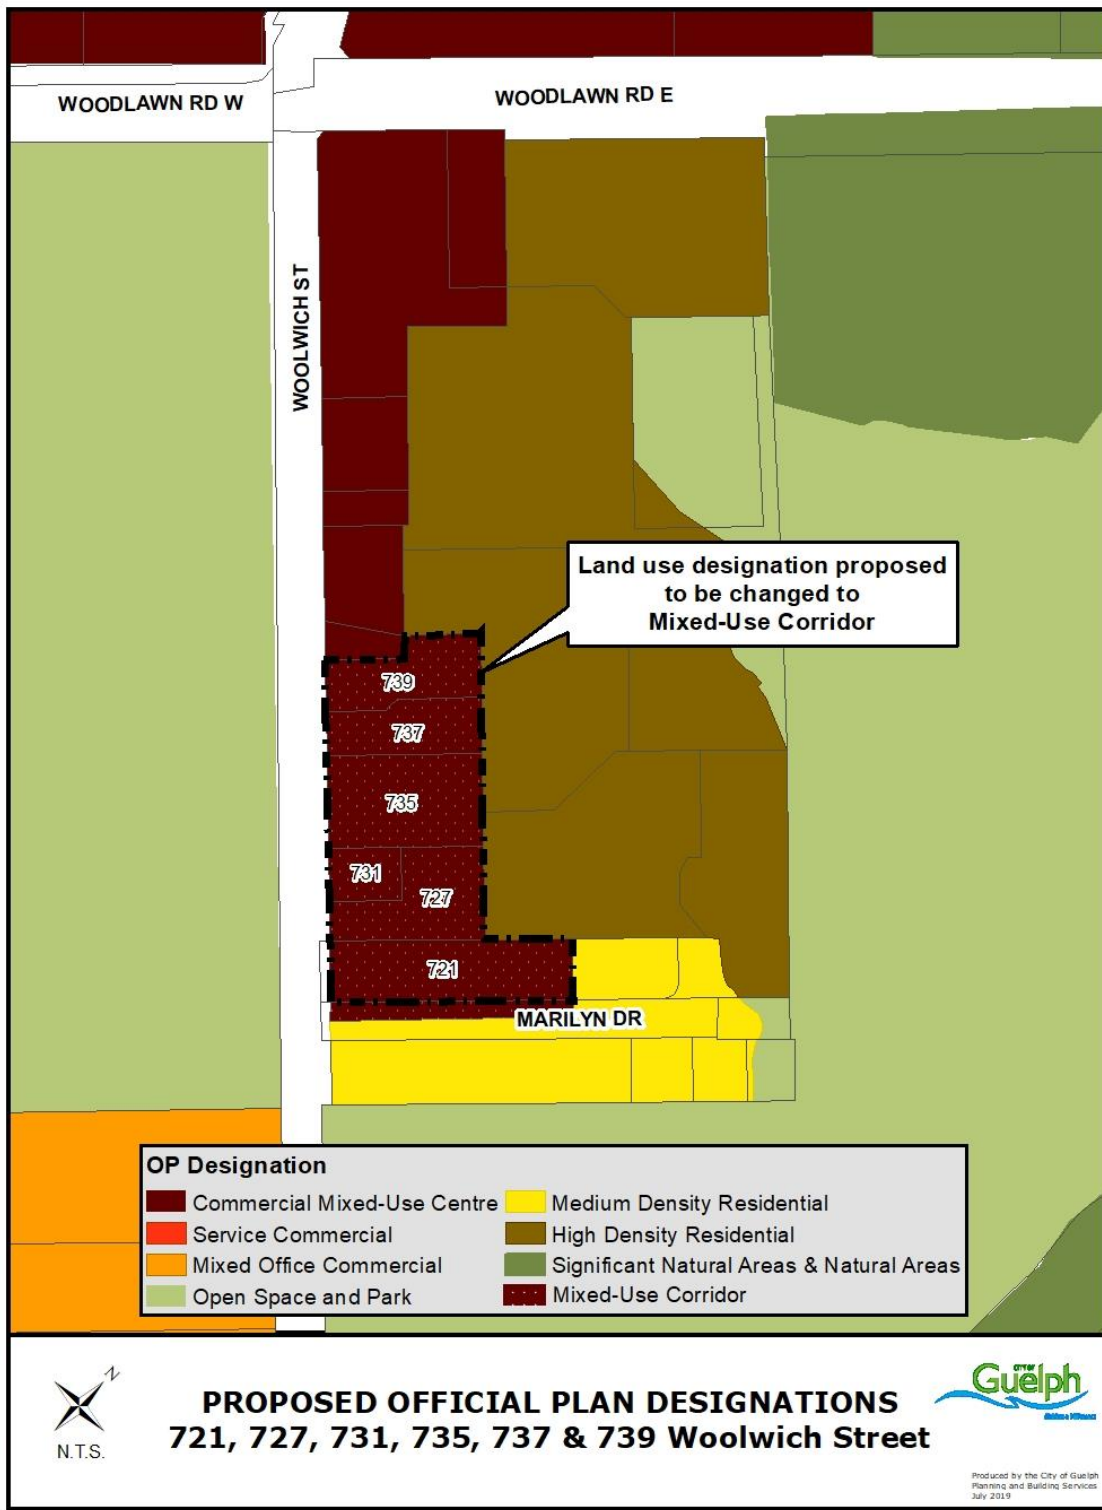 WOODLAWN RD W
WOODLAWN RD E
WOOLWICH ST
Land use designation proposed
to be changed to
Mixed-Use Corridor
739
737
735
731
727
721
MARILYN DR
OP Designation
Commercial Mixed-Use Centre
Service Commercial
Mixed Office Commercial
Open Space and Park
Medium Density Residential
High Density Residential
Significant Natural Areas & Natural Areas
Mixed-Use Corridor
N
N.T.S.
PROPOSED OFFICIAL PLAN DESIGNATIONS
721, 727, 731, 735, 737 & 739 Woolwich Street
CITY OF
Guelph
Produced by the City of Guelph
Planning and Building Services
July 2019